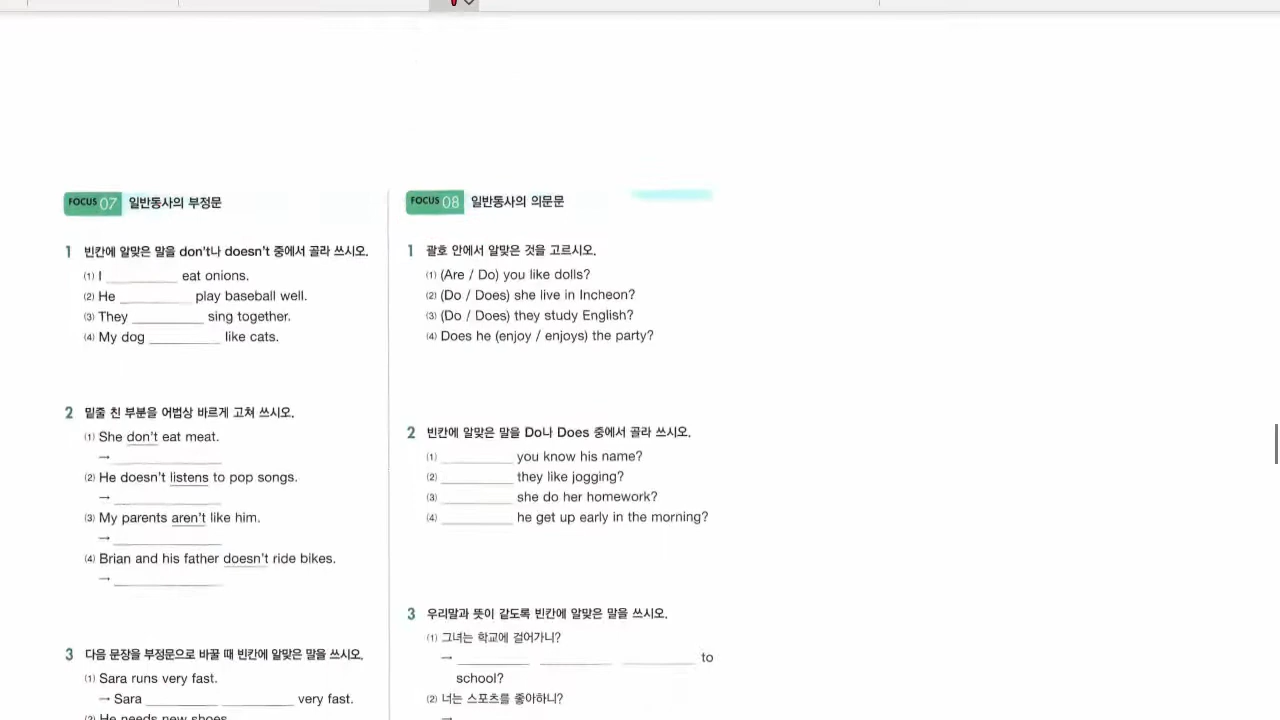 FOCUS 07 일반동사의 부정문
1 빈칸에 알맞은 말을 don't나 doesn't 중에서 골라 쓰시오.
(1) I __________ eat onions.
(2) He __________ play baseball well.
(3) They __________ sing together.
(4) My dog __________ like cats.
2 밑줄 친 부분을 어법상 바르게 고쳐 쓰시오.
(1) She don't eat meat.
→ __________
(2) He doesn't listens to pop songs.
→ __________
(3) My parents aren't like him.
→ __________
(4) Brian and his father doesn't ride bikes.
→ __________
3 다음 문장을 부정문으로 바꿀 때 빈칸에 알맞은 말을 쓰시오.
(1) Sara runs very fast.
→ Sara __________ __________ very fast.
(2) He needs new shoes.
FOCUS 08 일반동사의 의문문
1 괄호 안에서 알맞은 것을 고르시오.
(1) (Are / Do) you like dolls?
(2) (Do / Does) she live in Incheon?
(3) (Do / Does) they study English?
(4) Does he (enjoy / enjoys) the party?
2 빈칸에 알맞은 말을 Do나 Does 중에서 골라 쓰시오.
(1) __________ you know his name?
(2) __________ they like jogging?
(3) __________ she do her homework?
(4) __________ he get up early in the morning?
3 우리말과 뜻이 같도록 빈칸에 알맞은 말을 쓰시오.
(1) 그녀는 학교에 걸어가니?
→ __________ __________ __________ to
school?
(2) 너는 스포츠를 좋아하니?
→